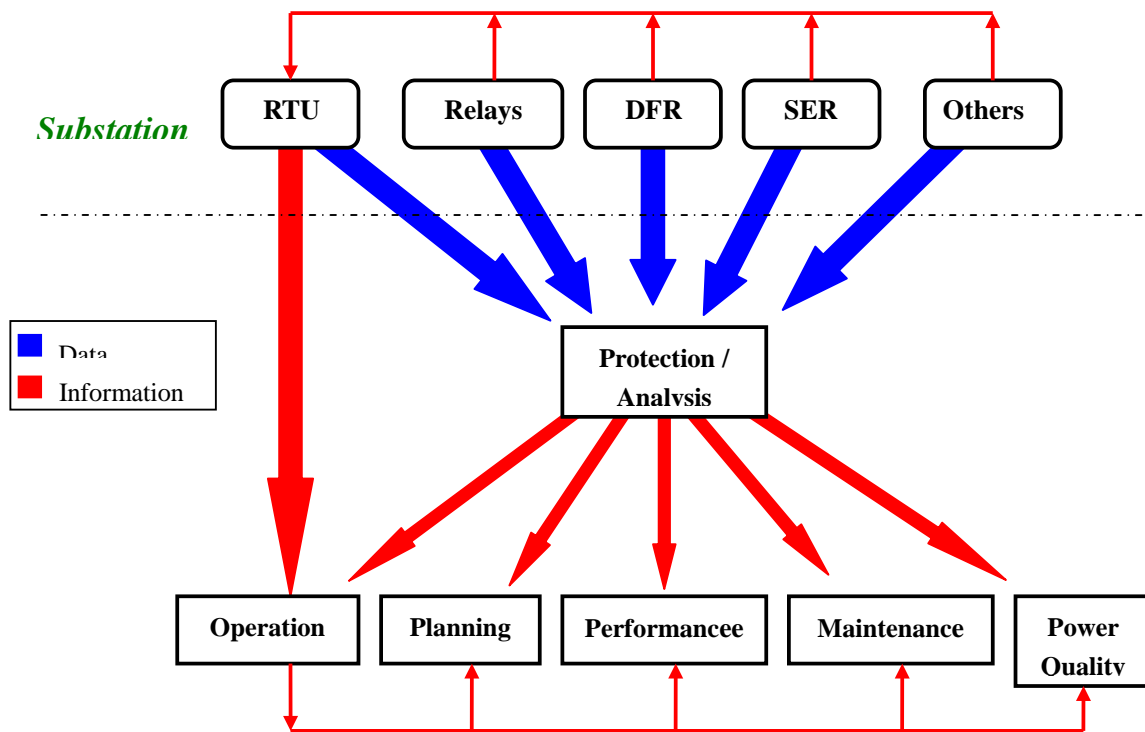 RTU
Relays
DFR
SER
Others
Substation
Data
Information
Protection /
Analysis
Operation
Planning
Performancee
Maintenance
Power
Quality